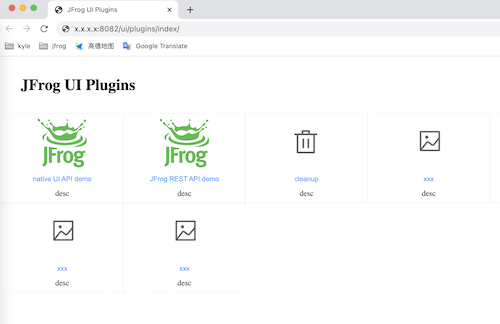 JFrog UI Plugins
x.x.x.x:8082/ui/plugins/index/
kyle jfrog 高德地图 Google Translate
JFrog UI Plugins
JFrog JFrog
native UI API demo JFrog REST API demo cleanup xxx
desc desc desc desc
xxx xxx
desc desc